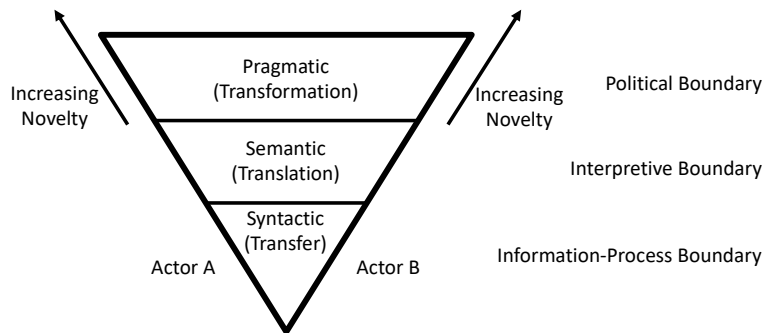 Pragmatic
(Transformation)
Increasing
Novelty
Increasing
Novelty
Political Boundary
Semantic
(Translation)
Interpretive Boundary
Syntactic
(Transfer)
Actor A
Actor B
Information-Process Boundary